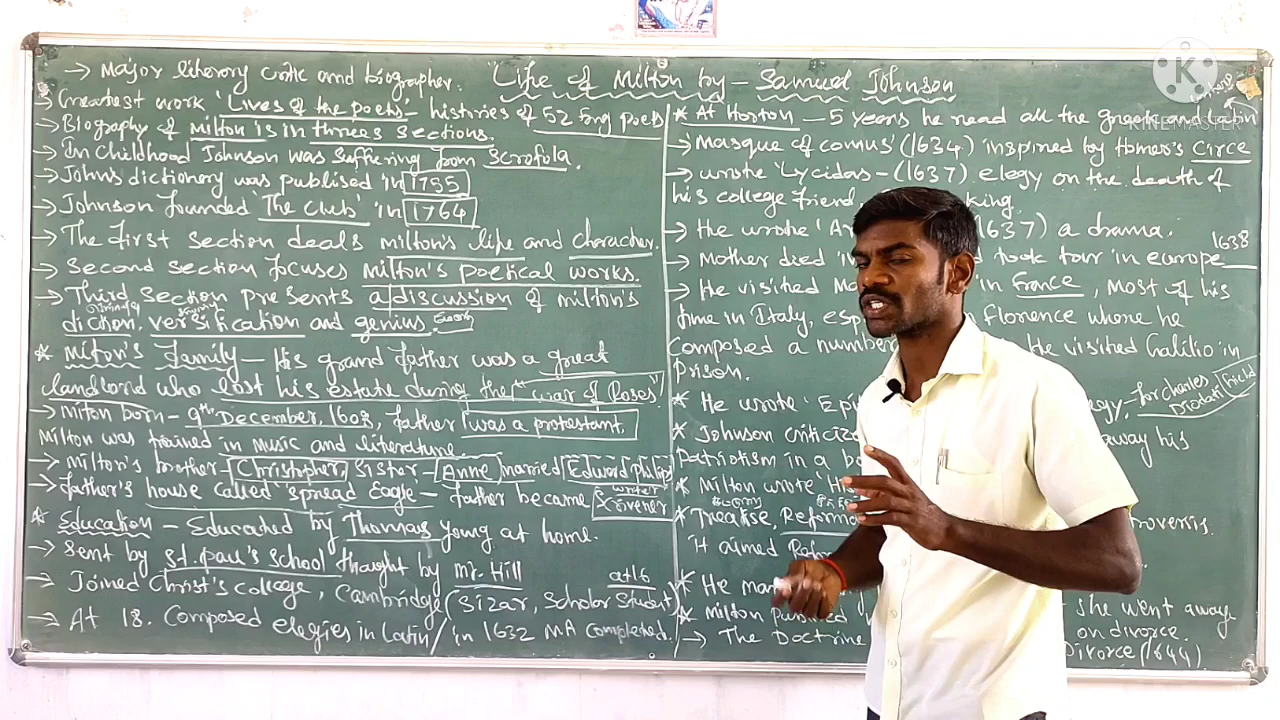 "Life of Milton by - Samuel Johnson
→ Major literary critic and biographer.
→ Greatest work 'Lives of the poets' - histories of 52 Eng poets
→ Biography of milton is in threes sections.
→ In childhood Johnson was suffering from scrofola.
→ John's dictionery was publised in 1755
→ Johnson founded 'The Club' in 1764
→ The first section deals milton's life and character.
→ Second section focuses milton's poetical works.
→ Third section presents a discussion of milton's
diction, versification and genius.
* Milton's Family - His grand father was a great
landlord who lost his estate during the "war of Roses"
→ Milton born - 9th December, 1608, father was a protestant.
Milton was trained in music and literature.
→ Milton's brother - Christopher, Sister - Anne married Edward philip
→ father's house called "spread Eagle - father became
writer
Scrivener
* Education - Educated by Thomas young at home.
→ Sent by St. paul's School thaught by Mr. Hill
at 16
→ Joined Christ's college, Cambridge (Sizar, Scholar Student)
→ At 18. Composed elegies in Latin / in 1632 MA Completed.
* At Horton - 5 years he read all the greek and Latin
→ Masque of comus' (1634) inspired by Homer's Circe
→ wrote 'Lycidas - (1637) elegy on the death of
his college friend king.
→ He wrote 1637) a drama.
1638
→ Mother died took tour in europe
→ He visited in France, most of his
time in Italy, florence where he
Composed a number He visited Galilio in
Prison.
* He wrote 'Epi for charles
Diodati Frield
* Johnson criticize away his
Patriotism in a
* Milton wrote
* Treatise, Reforma
it aimed
* He she went away
* Milton on divorce.
→ The Doctrine Divorce (1644)
K
KINEMASTER